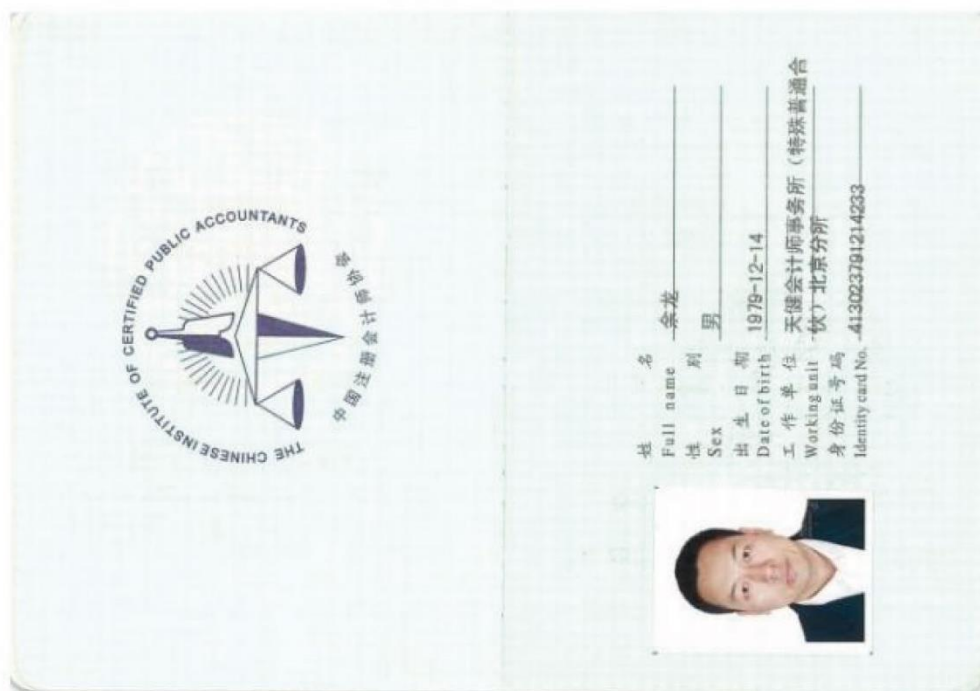 THE CHINESE INSTITUTE OF CERTIFIED PUBLIC ACCOUNTANTS
中国注册会计师协会
姓 名 余龙
Full name
性 别 男
Sex
出 生 日 期 1979-12-14
Date of birth
工 作 单 位 天健会计师事务所（特殊普通合
Working unit 伙）北京分所
身 份 证 号 码 413023791214233
Identity card No.